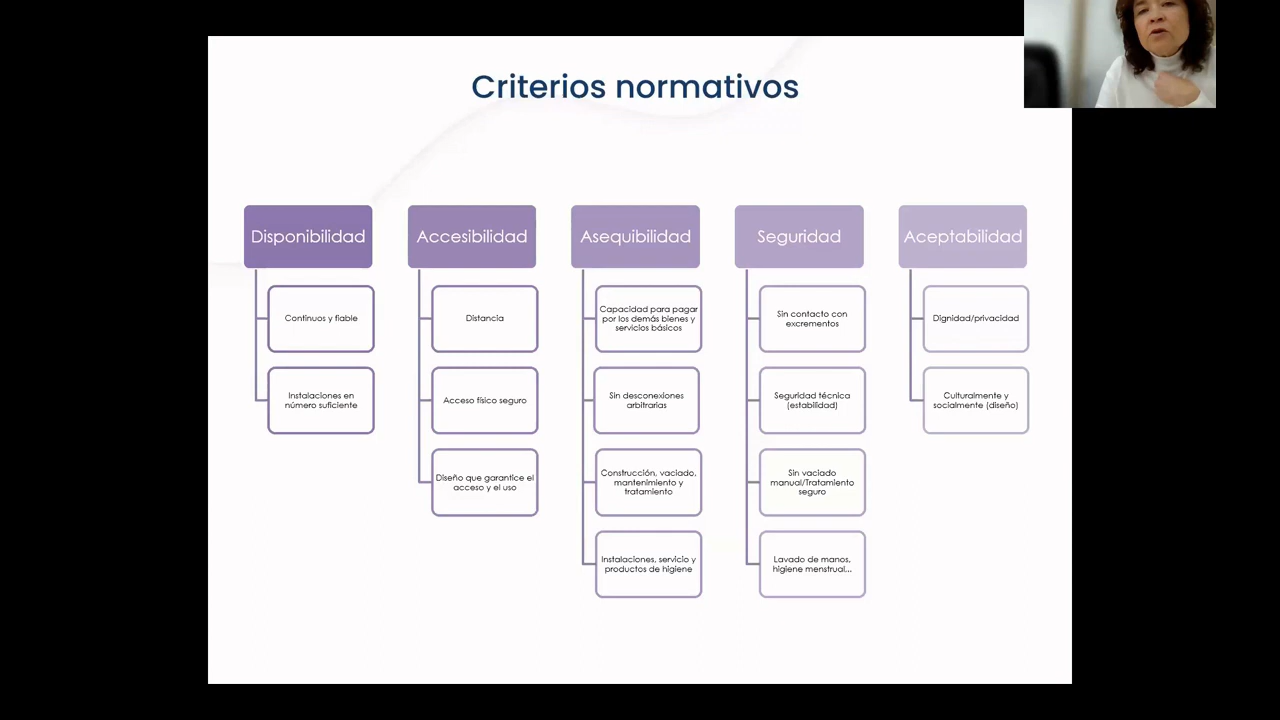 Criterios normativos
Disponibilidad
Continuos y fiable
Instalaciones en
número suficiente
Accesibilidad
Distancia
Acceso físico seguro
Diseño que garantice el
acceso y el uso
Asequibilidad
Capacidad para pagar
por los demás bienes y
servicios básicos
Sin desconexiones
arbitrarias
Construcción, vaciado,
mantenimiento y
tratamiento
Instalaciones, servicio y
productos de higiene
Seguridad
Sin contacto con
excrementos
Seguridad técnica
(estabilidad)
Sin vaciado
manual/Tratamiento
seguro
Lavado de manos,
higiene menstrual...
Aceptabilidad
Dignidad/privacidad
Culturalmente y
socialmente (diseño)